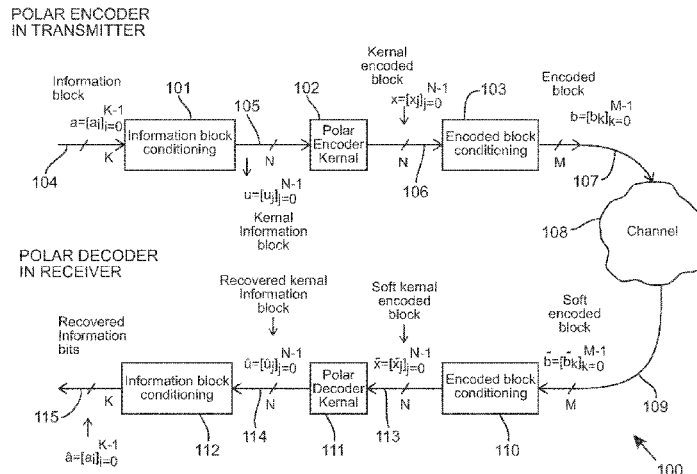 POLAR ENCODER
IN TRANSMITTER
Information
block
a=[aj]j=0 K-1
104
K
101
Information block
conditioning
105
N
u=[uj]j=0 N-1
Kernal
Information
block
102
Polar
Encoder
Kernal
Kernal
encoded
block
x=[xj]j=0 N-1
N
106
103
Encoded block
conditioning
Encoded
block
b=[bk]k=0 M-1
M
107
108
Channel
POLAR DECODER
IN RECEIVER
Recovered
Information
bits
115
K
â=[aj]j=0 K-1
Information block
conditioning
112
Recovered kernal
Information
block
û=[ûj]j=0 N-1
N
114
Polar
Decoder
Kernal
111
Soft kernal
encoded
block
x̃=[x̃j]j=0 N-1
N
113
Encoded block
conditioning
110
Soft
encoded
block
b̃=[b̃k]k=0 M-1
M
109
100